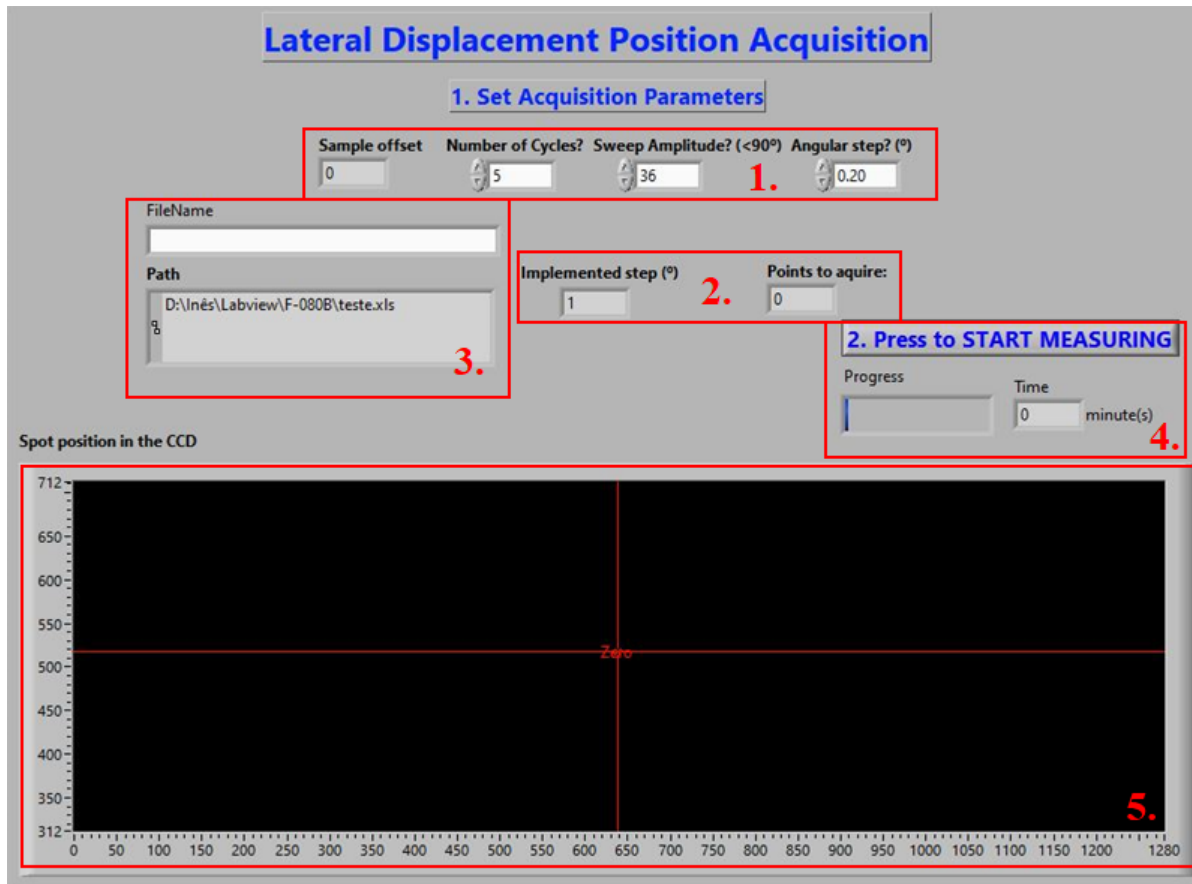 Lateral Displacement Position Acquisition
1. Set Acquisition Parameters
Sample offset Number of Cycles? Sweep Amplitude? (<90º) Angular step? (º)
0 5 36 0.20
1.
FileName
Path
D:\Inês\Labview\F-080B\teste.xls
3.
Implemented step (º) Points to aquire:
1 0
2.
2. Press to START MEASURING
Progress Time
0 minute(s)
4.
Spot position in the CCD
712
650
600
550
500
450
400
350
312
Zero
5.
0 50 100 150 200 250 300 350 400 450 500 550 600 650 700 750 800 850 900 950 1000 1050 1100 1150 1200 1280